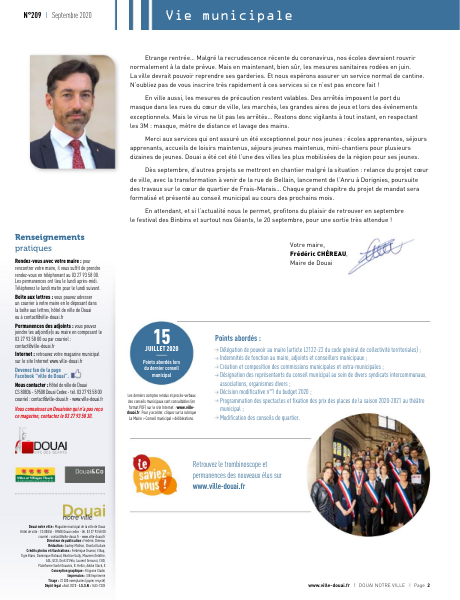 N°209 | Septembre 2020
Vie municipale
Etrange rentrée... Malgré la recrudescence récente du coronavirus, nos écoles devraient rouvrir
normalement à la date prévue. Mais en maintenant, bien sûr, les mesures sanitaires rodées en juin.
La ville devrait pouvoir reprendre ses garderies. Et nous espérons assurer un service normal de cantine.
N'oubliez pas de vous inscrire très rapidement à ces services si ce n'est pas encore fait !
En ville aussi, les mesures de précaution restent valables. Des arrêtés imposent le port du
masque dans les rues du cœur de ville, les marchés, les grandes aires de jeux et lors des événements
exceptionnels. Mais le virus ne lit pas les arrêtés... Restons donc vigilants à tout instant, en respectant
les 3M : masque, mètre de distance et lavage des mains.
Merci aux services qui ont assuré un été exceptionnel pour nos jeunes : écoles apprenantes, séjours
apprenants, accueils de loisirs maintenus, séjours jeunes maintenus, mini-chantiers pour plusieurs
dizaines de jeunes. Douai a été cet été l'une des villes les plus mobilisées de la région pour ses jeunes.
Dès septembre, d'autres projets se mettront en chantier malgré la situation : relance du projet cœur
de ville, avec la transformation à venir de la rue de Bellain, lancement de l'Anru à Dorignies, poursuite
des travaux sur le cœur de quartier de Frais-Marais... Chaque grand chapitre du projet de mandat sera
formalisé et présenté au conseil municipal au cours des prochains mois.
En attendant, et si l'actualité nous le permet, profitons du plaisir de retrouver en septembre
le festival des Binbins et surtout nos Géants, le 20 septembre, pour une sortie très attendue !
Votre maire,
Frédéric CHÉREAU,
Maire de Douai
Renseignements
pratiques
Rendez-vous avec votre maire : pour
rencontrer votre maire, il vous suffit de prendre
rendez-vous en téléphonant au 03 27 93 58 00.
Les permanences ont lieu le lundi après-midi.
Téléphonez le lundi matin pour le lundi suivant.
Boîte aux lettres : vous pouvez adresser
un courrier à votre maire en le déposant dans
la boîte aux lettres, hôtel de ville de Douai
ou à contact@ville-douai.fr
Permanences des adjoints : vous pouvez
joindre les adjoint(e)s au maire en composant le
03 27 93 58 00 ou par courriel :
contact@ville-douai.fr
Internet : retrouvez votre magazine municipal
sur le site Internet www.ville-douai.fr
Devenez fan de la page
Facebook "Ville de Douai".
Nous contacter : Hôtel de ville de Douai
CS 80836 - 59508 Douai Cedex - tél. 03 27 93 58 00
courriel : contact@ville-douai.fr - www.ville-douai.fr
Vous connaissez un Douaisien qui n'a pas reçu
ce magazine, contactez le 03 27 93 58 30.
DOUAI
Douai&Co
Douai
notre ville
15
JUILLET 2020
Points abordés lors
du dernier conseil
municipal
Les derniers comptes rendus et procès-verbaux
des conseils municipaux sont consultables (en
format PDF) sur le site Internet : www.ville-
douai.fr. Pour y accéder, cliquez sur la rubrique
La Mairie > Conseil municipal > délibérations.
Points abordés :
→ Délégation de pouvoir au maire (article L2122-22 du code général de collectivité territoriales) ;
→ Indemnités de fonction au maire, adjoints et conseillers municipaux ;
→ Création et composition des commissions municipales et extra-municipales ;
→ Désignation des représentants du conseil municipal au sein de divers syndicats intercommunaux,
associations, organismes divers ;
→ Décision modificative n°1 du budget 2020 ;
→ Programmation des spectacles et fixation des prix des places de la saison 2020-2021 au théâtre
municipal ;
→ Modification des conseils de quartier.
Le
saviez-
vous !
Retrouvez le trombinoscope et
permanences des nouveaux élus sur
www.ville-douai.fr
www.ville-douai.fr | DOUAI NOTRE VILLE | Page 2